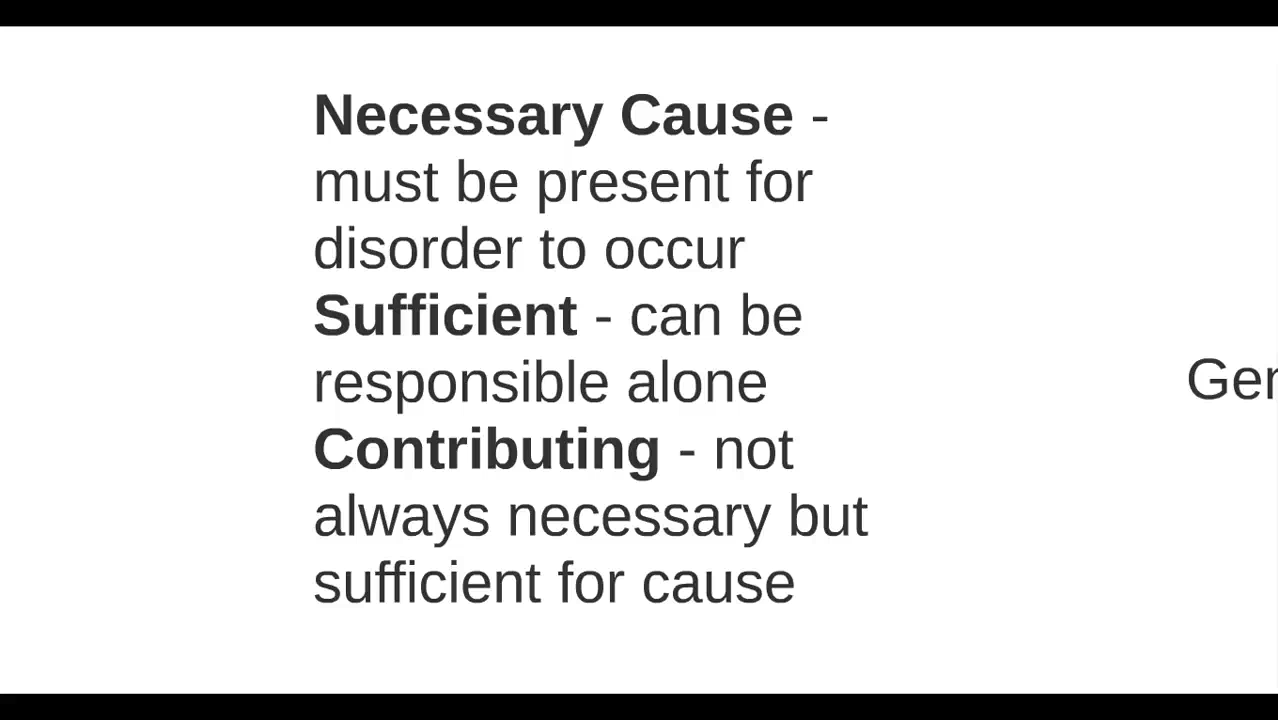 Necessary Cause -
must be present for
disorder to occur
Sufficient - can be
responsible alone
Contributing - not
always necessary but
sufficient for cause